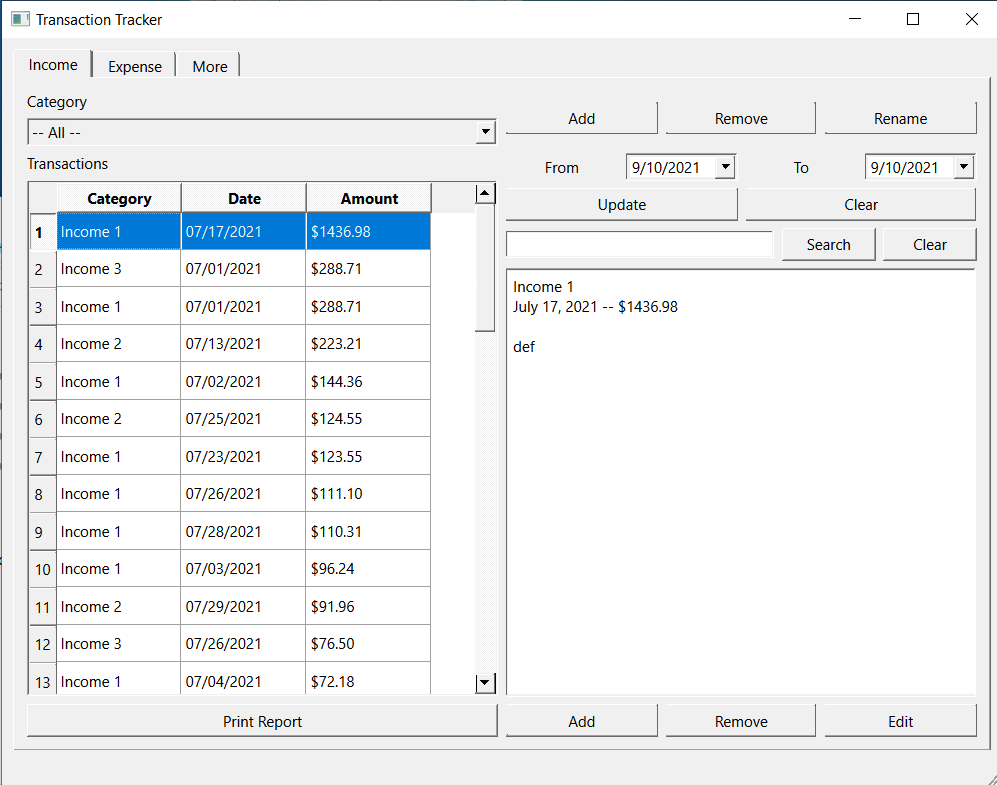 Transaction Tracker
Income Expense More
Category
-- All --
Add Remove Rename
Transactions
From 9/10/2021 To 9/10/2021
Update Clear
Search Clear
Category Date Amount
1 Income 1 07/17/2021 $1436.98
2 Income 3 07/01/2021 $288.71
3 Income 1 07/01/2021 $288.71
4 Income 2 07/13/2021 $223.21
5 Income 1 07/02/2021 $144.36
6 Income 2 07/25/2021 $124.55
7 Income 1 07/23/2021 $123.55
8 Income 1 07/26/2021 $111.10
9 Income 1 07/28/2021 $110.31
10 Income 1 07/03/2021 $96.24
11 Income 2 07/29/2021 $91.96
12 Income 3 07/26/2021 $76.50
13 Income 1 07/04/2021 $72.18
Income 1
July 17, 2021 -- $1436.98
def
Print Report
Add Remove Edit